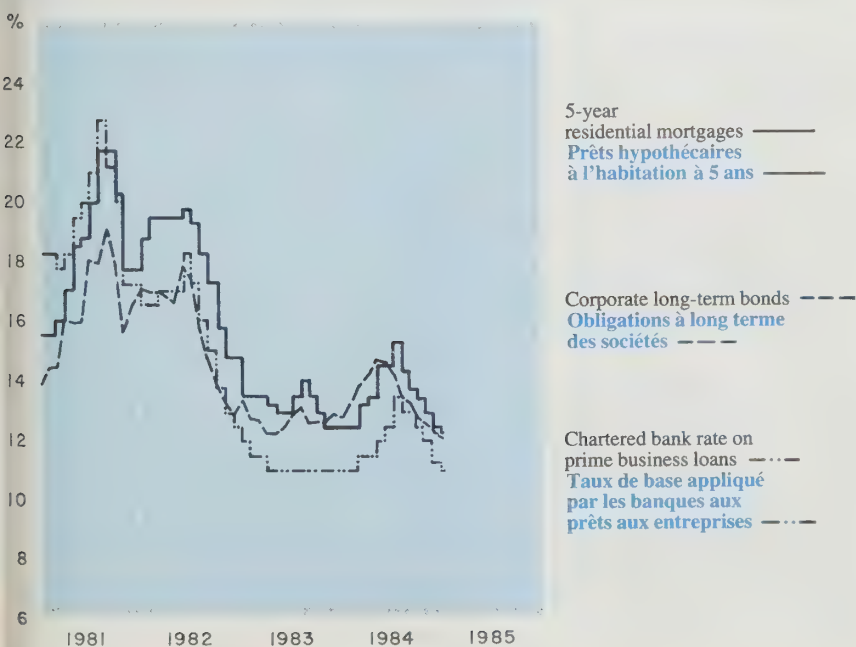 %
24
22
20
18
16
14
12
10
8
6
1981 1982 1983 1984 1985
5-year
residential mortgages
Prêts hypothécaires
à l'habitation à 5 ans
Corporate long-term bonds
Obligations à long terme
des sociétés
Chartered bank rate on
prime business loans
Taux de base appliqué
par les banques aux
prêts aux entreprises